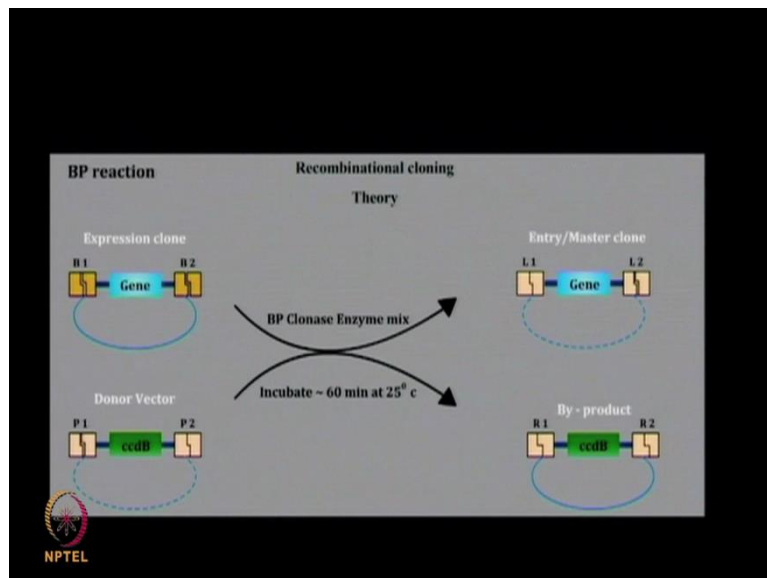 BP reaction
Recombinational cloning
Theory
Expression clone
B 1
B 2
Gene
Entry/Master clone
L 1
L 2
Gene
BP Clonase Enzyme mix
Incubate ~ 60 min at 25⁰ c
Donor Vector
P 1
P 2
ccdB
By - product
R 1
R 2
ccdB
NPTEL